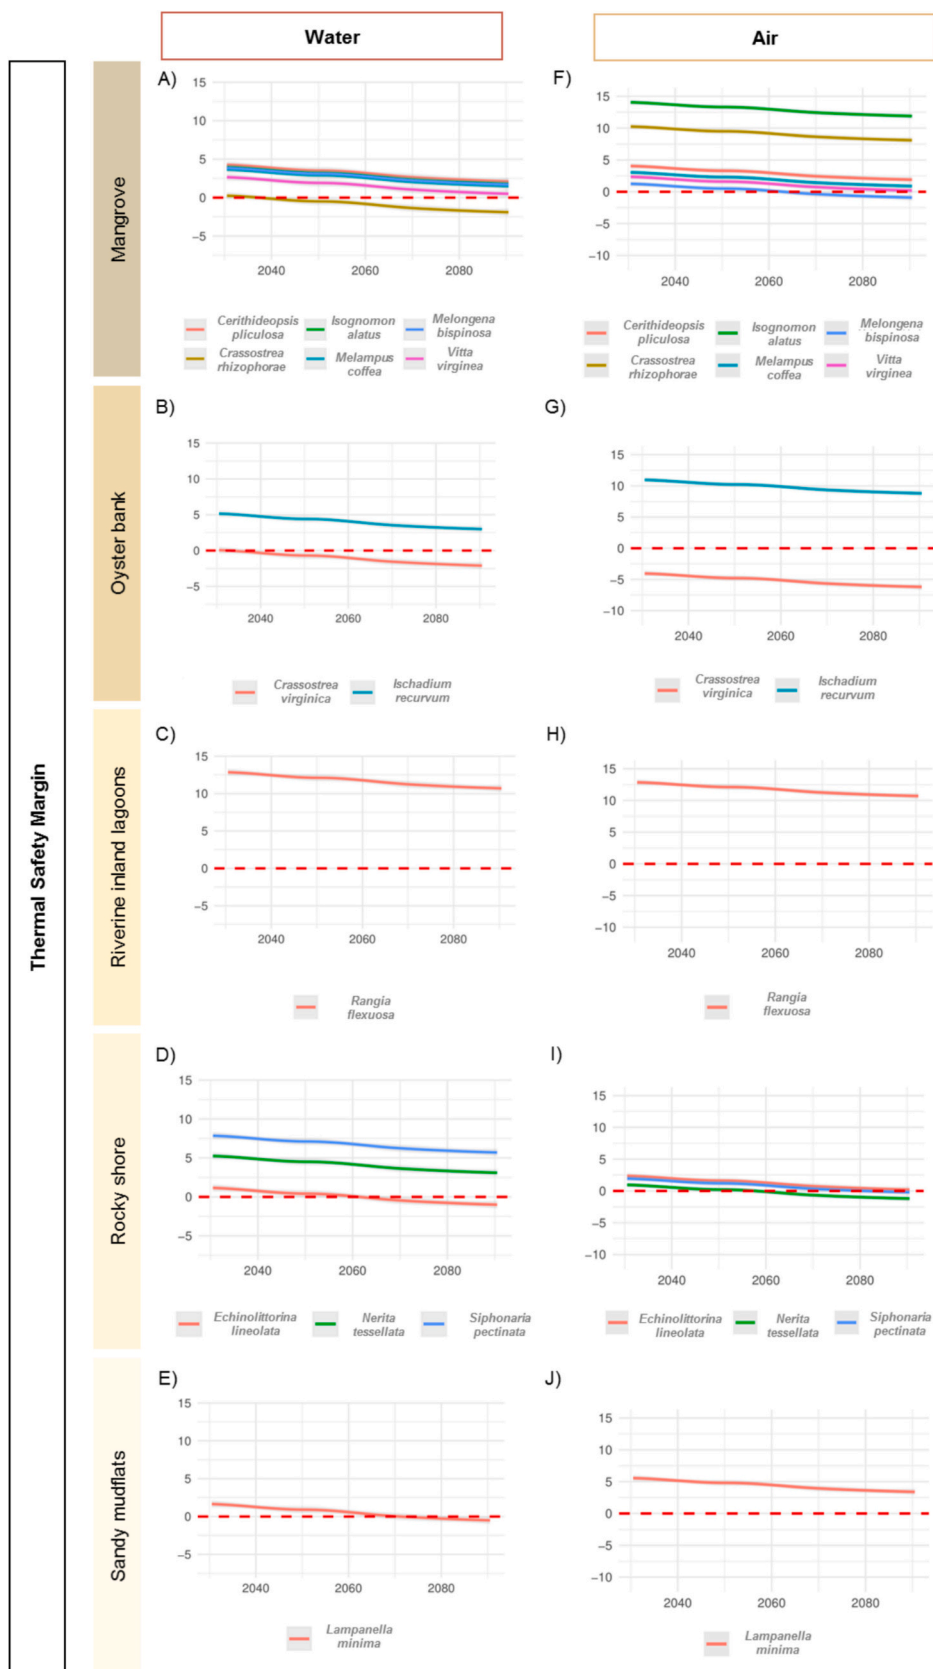 Water
Air
Thermal Safety Margin
Mangrove
A)
15
10
5
0
−5
2040
2060
2080
Cerithideopsis
pliculosa
Isognomon
alatus
Melongena
bispinosa
Crassostrea
rhizophorae
Melampus
coffea
Vitta
virginea
F)
15
10
5
0
−5
−10
2040
2060
2080
Cerithideopsis
pliculosa
Isognomon
alatus
Melongena
bispinosa
Crassostrea
rhizophorae
Melampus
coffea
Vitta
virginea
Oyster bank
B)
15
10
5
0
−5
2040
2060
2080
Crassostrea
virginica
Ischadium
recurvum
G)
15
10
5
0
−5
−10
2040
2060
2080
Crassostrea
virginica
Ischadium
recurvum
Riverine inland lagoons
C)
15
10
5
0
−5
2040
2060
2080
Rangia
flexuosa
H)
15
10
5
0
−5
−10
2040
2060
2080
Rangia
flexuosa
Rocky shore
D)
15
10
5
0
−5
2040
2060
2080
Echinolittorina
lineolata
Nerita
tessellata
Siphonaria
pectinata
I)
15
10
5
0
−5
−10
2040
2060
2080
Echinolittorina
lineolata
Nerita
tessellata
Siphonaria
pectinata
Sandy mudflats
E)
15
10
5
0
−5
2040
2060
2080
Lampanella
minima
J)
15
10
5
0
−5
−10
2040
2060
2080
Lampanella
minima